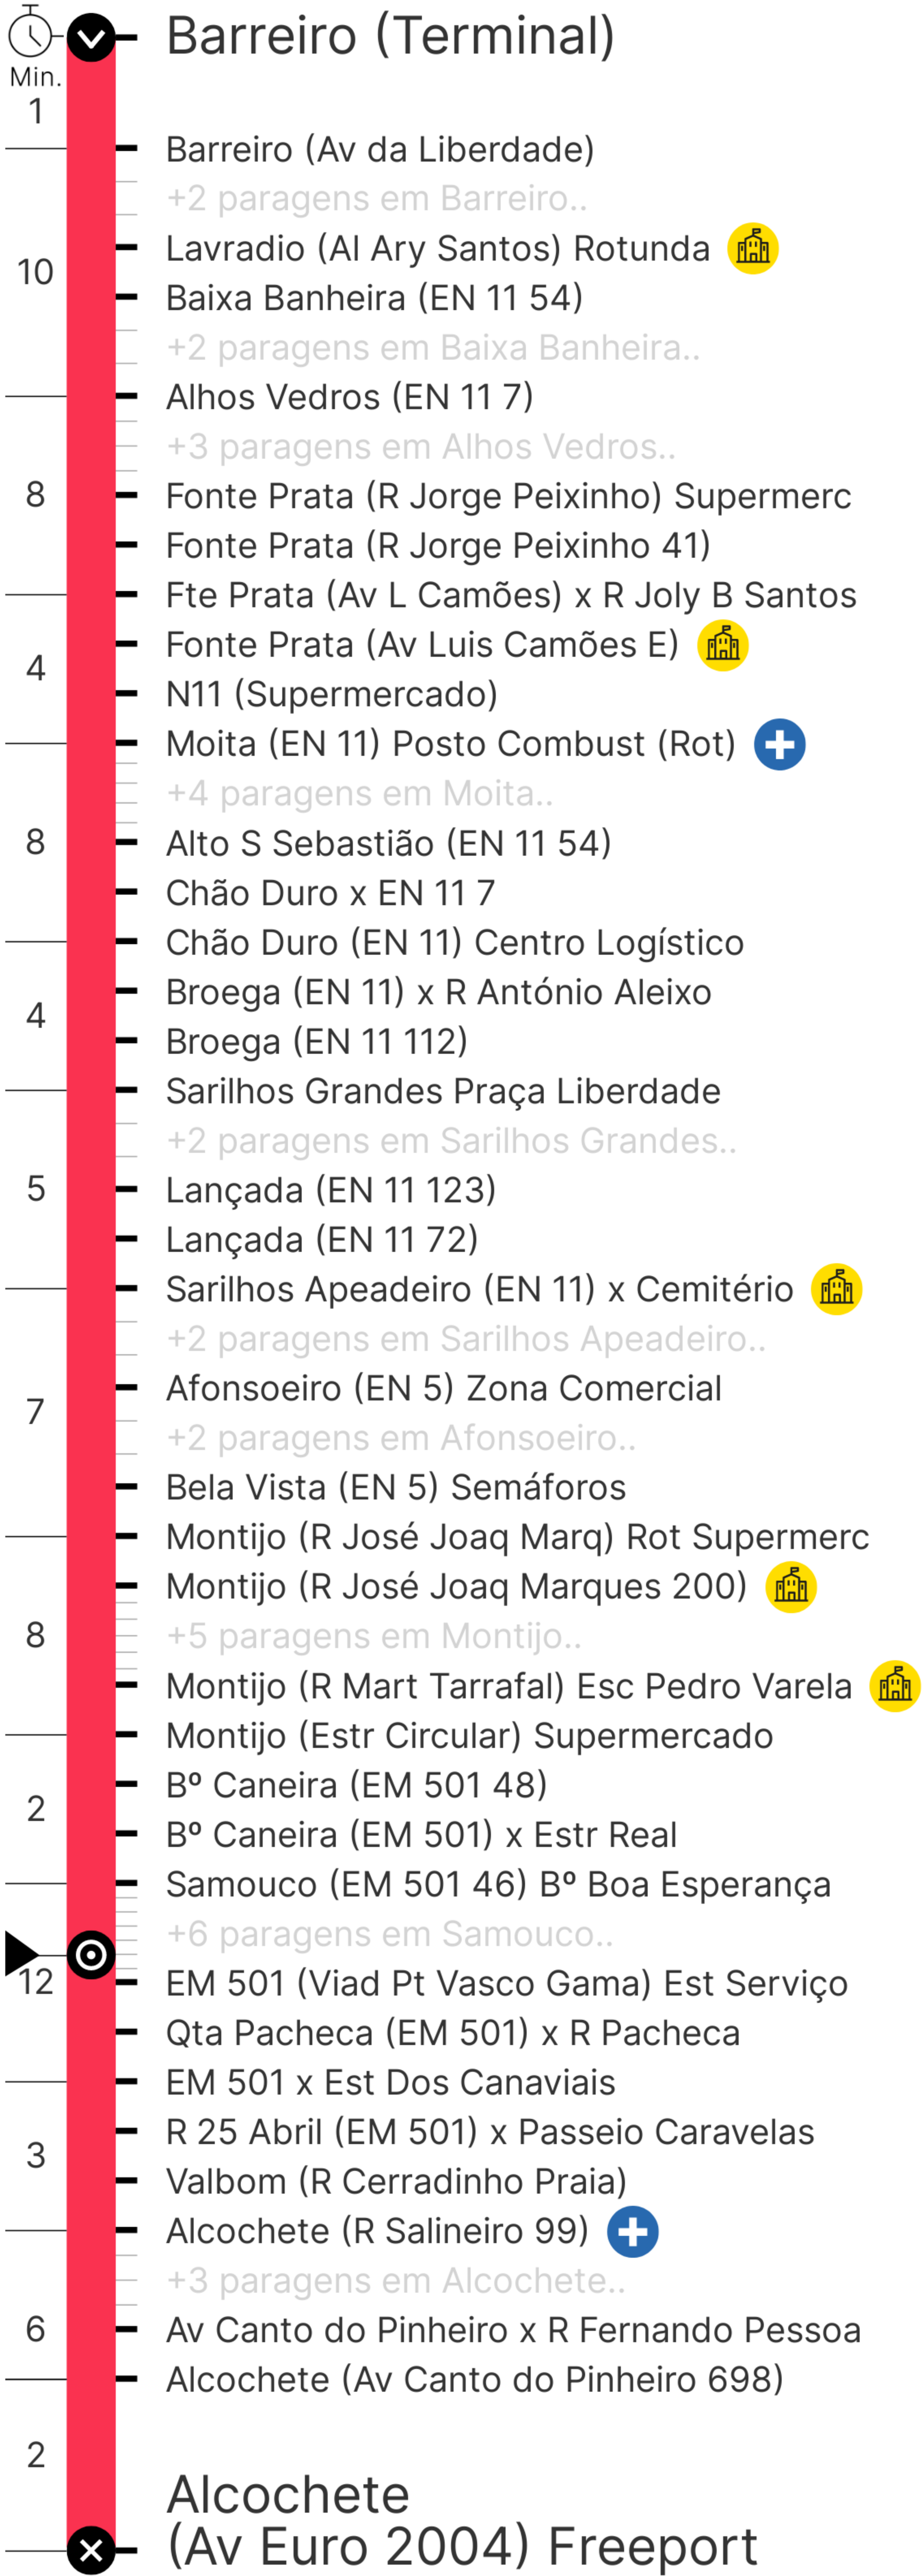 Barreiro (Terminal)
Min.
1
Barreiro (Av da Liberdade)
+2 paragens em Barreiro..
Lavradio (Al Ary Santos) Rotunda
10
Baixa Banheira (EN 11 54)
+2 paragens em Baixa Banheira..
Alhos Vedros (EN 11 7)
+3 paragens em Alhos Vedros..
8
Fonte Prata (R Jorge Peixinho) Supermerc
Fonte Prata (R Jorge Peixinho 41)
Fte Prata (Av L Camões) x R Joly B Santos
Fonte Prata (Av Luis Camões E)
4
N11 (Supermercado)
Moita (EN 11) Posto Combust (Rot)
+4 paragens em Moita..
8
Alto S Sebastião (EN 11 54)
Chão Duro x EN 11 7
Chão Duro (EN 11) Centro Logístico
Broega (EN 11) x R António Aleixo
4
Broega (EN 11 112)
Sarilhos Grandes Praça Liberdade
+2 paragens em Sarilhos Grandes..
5
Lançada (EN 11 123)
Lançada (EN 11 72)
Sarilhos Apeadeiro (EN 11) x Cemitério
+2 paragens em Sarilhos Apeadeiro..
Afonsoeiro (EN 5) Zona Comercial
7
+2 paragens em Afonsoeiro..
Bela Vista (EN 5) Semáforos
Montijo (R José Joaq Marq) Rot Supermerc
Montijo (R José Joaq Marques 200)
8
+5 paragens em Montijo..
Montijo (R Mart Tarrafal) Esc Pedro Varela
Montijo (Estr Circular) Supermercado
Bº Caneira (EM 501 48)
2
Bº Caneira (EM 501) x Estr Real
Samouco (EM 501 46) Bº Boa Esperança
+6 paragens em Samouco..
12
EM 501 (Viad Pt Vasco Gama) Est Serviço
Qta Pacheca (EM 501) x R Pacheca
EM 501 x Est Dos Canaviais
R 25 Abril (EM 501) x Passeio Caravelas
3
Valbom (R Cerradinho Praia)
Alcochete (R Salineiro 99)
+3 paragens em Alcochete..
6
Av Canto do Pinheiro x R Fernando Pessoa
Alcochete (Av Canto do Pinheiro 698)
2
Alcochete
(Av Euro 2004) Freeport